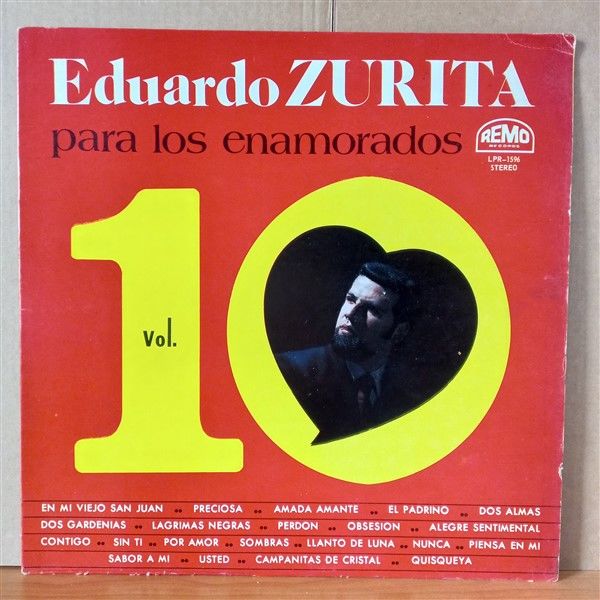 Eduardo ZURITA
para los enamorados
REMO
RECORDS
LPR-1596
STEREO
10
Vol.
EN MI VIEJO SAN JUAN •• PRECIOSA •• AMADA AMANTE •• EL PADRINO •• DOS ALMAS
DOS GARDENIAS •• LAGRIMAS NEGRAS •• PERDON •• OBSESION •• ALEGRE SENTIMENTAL
CONTIGO •• SIN TI •• POR AMOR •• SOMBRAS •• LLANTO DE LUNA •• NUNCA •• PIENSA EN MI
SABOR A MI •• USTED •• CAMPANITAS DE CRISTAL •• QUISQUEYA